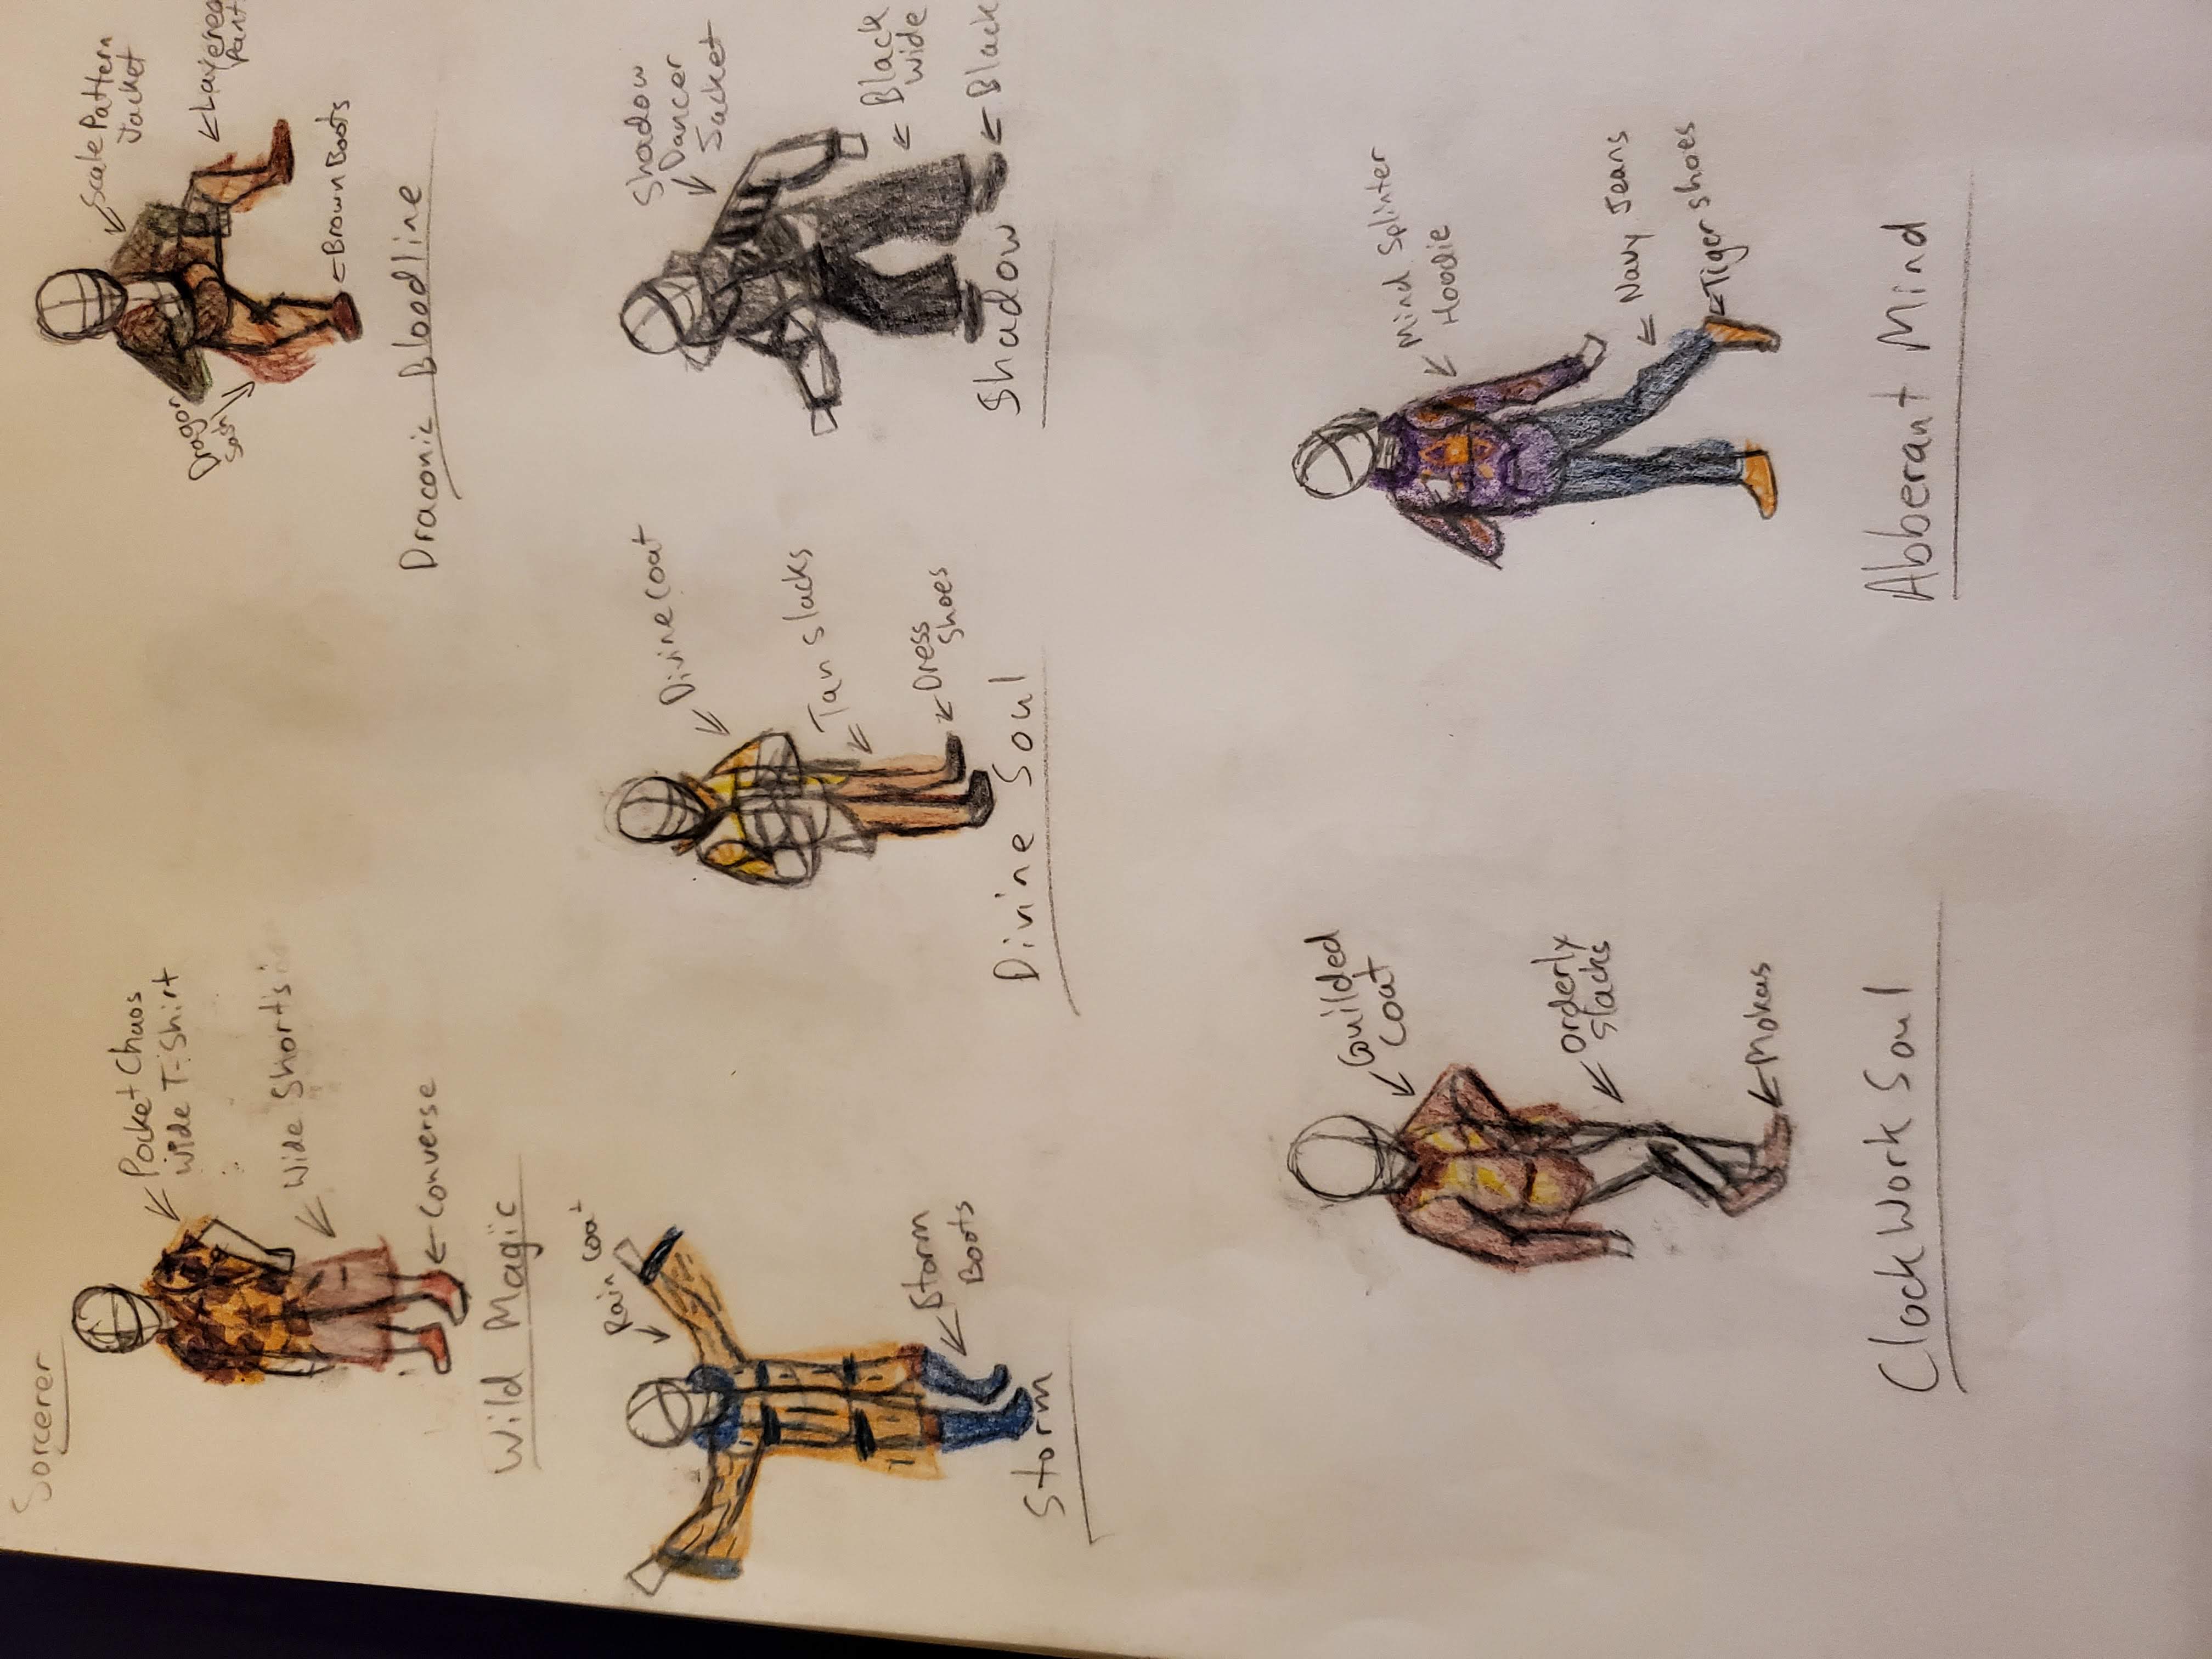 Sorcerer
Pocket Chaos
Wide T-Shirt
Wide Shorts
Converse
Wild Magic
Scale Pattern
Jacket
Dragon
Sash
Layered
Pant
Brown Boots
Draconic Bloodline
Rain Coat
Storm
Boots
Storm
Divine Coat
Tan Slacks
Dress
Shoes
Divine Soul
Shadow
Dancer
Jacket
Black
Wide
Black
Shadow
Guilded
Coat
Orderly
Slacks
Mokas
ClockWork Soul
Mind Splinter
Hoodie
Navy Jeans
Tiger Shoes
Abberant Mind